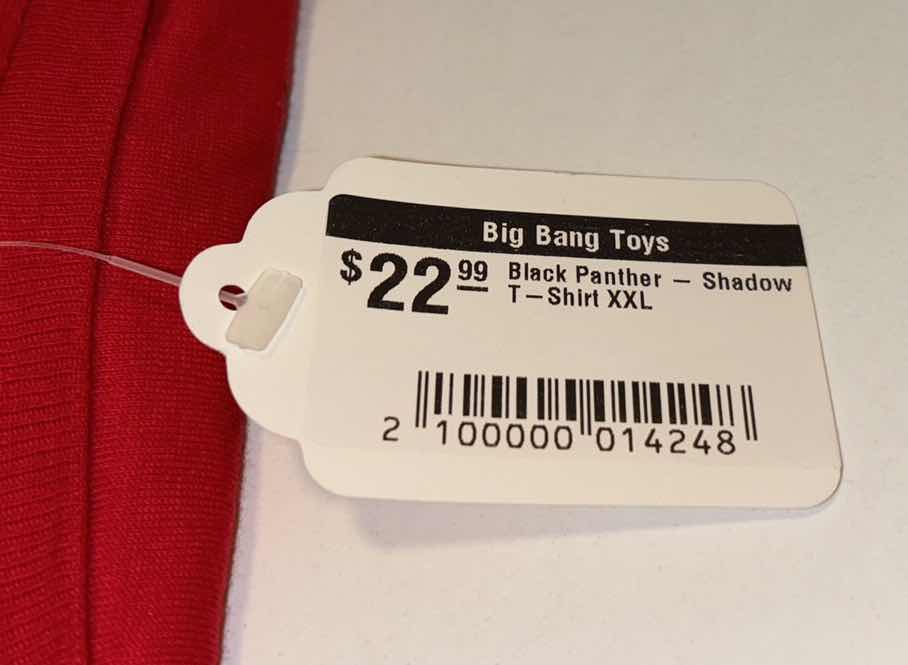 Big Bang Toys
$22.99 Black Panther — Shadow
T-Shirt XXL
2 100000 014248